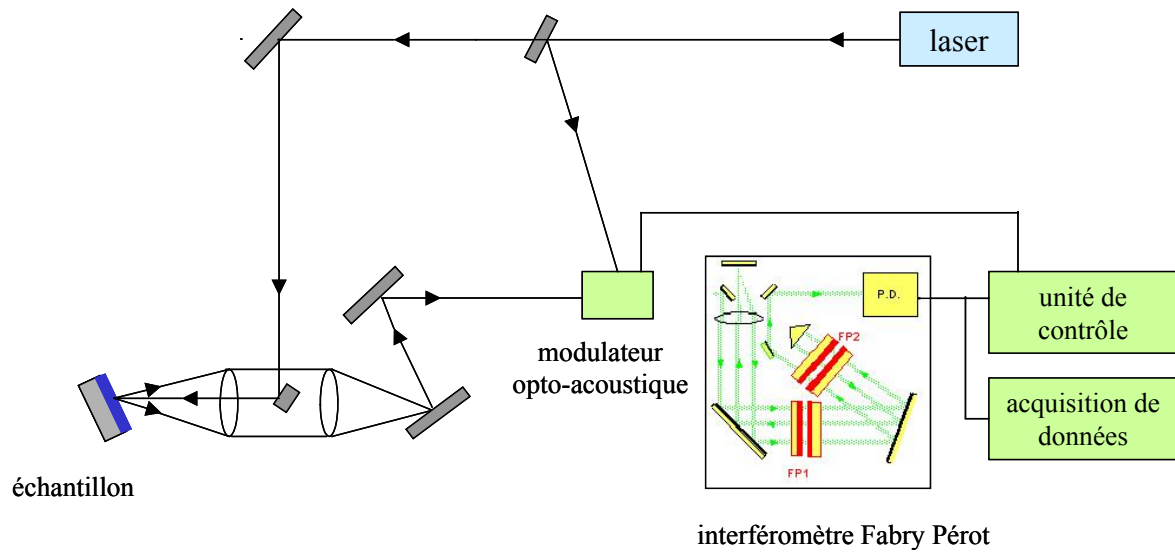 laser
P.D.
unité de
contrôle
FP2
modulateur
opto-acoustique
acquisition de
données
FP1
échantillon
interféromètre Fabry Pérot